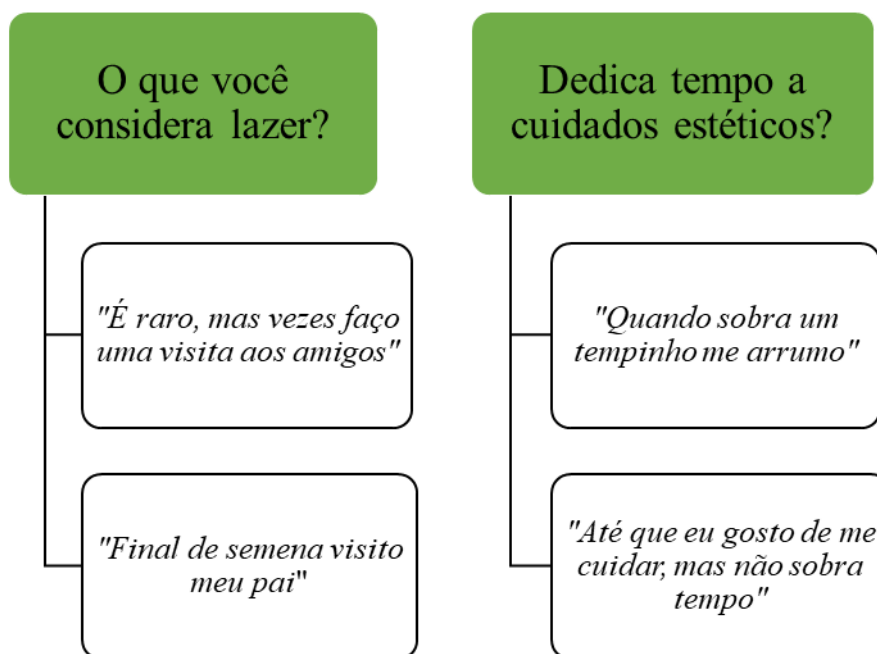 O que você
considera lazer?
"É raro, mas vezes faço
uma visita aos amigos"
"Final de semena visito
meu pai"
Dedica tempo a
cuidados estéticos?
"Quando sobra um
tempinho me arrumo"
"Até que eu gosto de me
cuidar, mas não sobra
tempo"